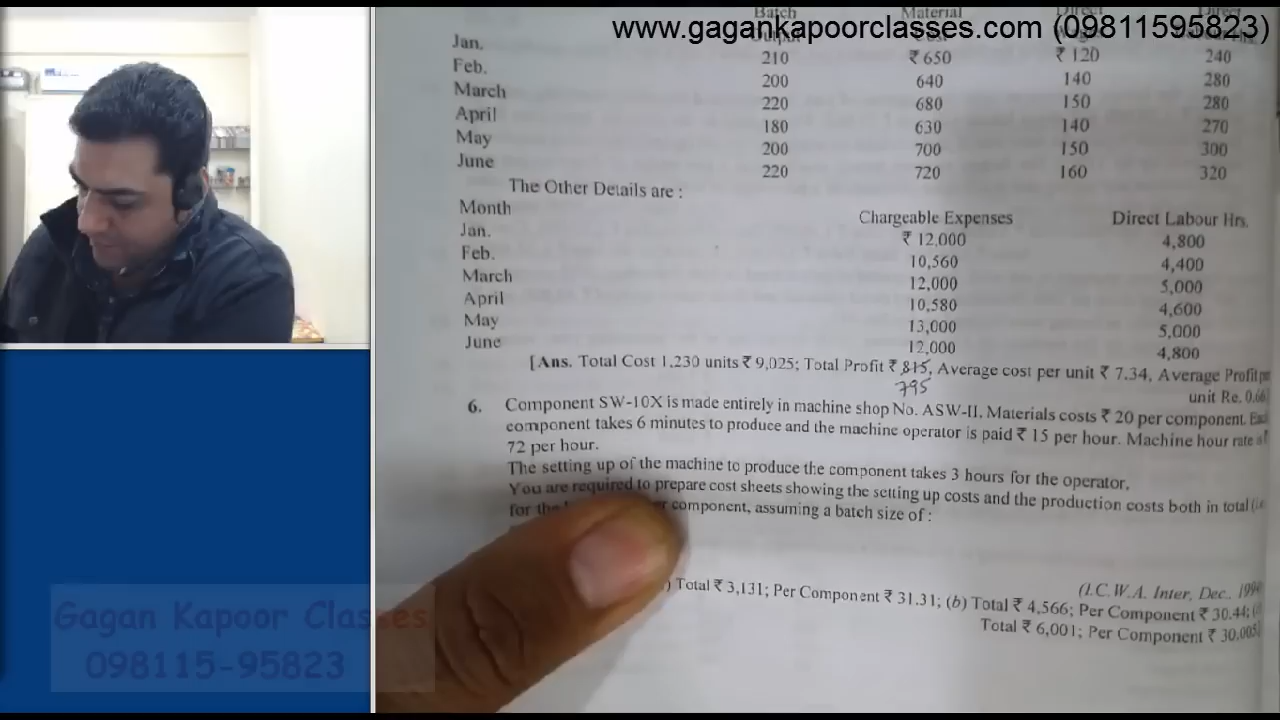 www.gagankapoorclasses.com (09811595823)
Batch Material Direct Direct
Output Cost
Jan. 210 ₹ 650 ₹ 120 240
Feb. 200 640 140 280
March 220 680 150 280
April 180 630 140 270
May 200 700 150 300
June 220 720 160 320
The Other Details are :
Month Chargeable Expenses Direct Labour Hrs.
Jan. ₹ 12,000 4,800
Feb. 10,560 4,400
March 12,000 5,000
April 10,580 4,600
May 13,000 5,000
June 12,000 4,800
[Ans. Total Cost 1,230 units ₹ 9,025; Total Profit ₹ 815, Average cost per unit ₹ 7.34, Average Profit per
795
unit Re. 0.66]
6. Component SW-10X is made entirely in machine shop No. ASW-II. Materials costs ₹ 20 per component. Each
component takes 6 minutes to produce and the machine operator is paid ₹ 15 per hour. Machine hour rate is ₹
72 per hour.
The setting up of the machine to produce the component takes 3 hours for the operator.
You are required to prepare cost sheets showing the setting up costs and the production costs both in total (i.e.
for the component, assuming a batch size of :
(I.C.W.A. Inter, Dec.,
) Total ₹ 3,131; Per Component ₹ 31.31; (b) Total ₹ 4,566; Per Component ₹ 30.44;
Total ₹ 6,001; Per Component ₹ 30.005]
Gagan Kapoor Classes
098115-95823